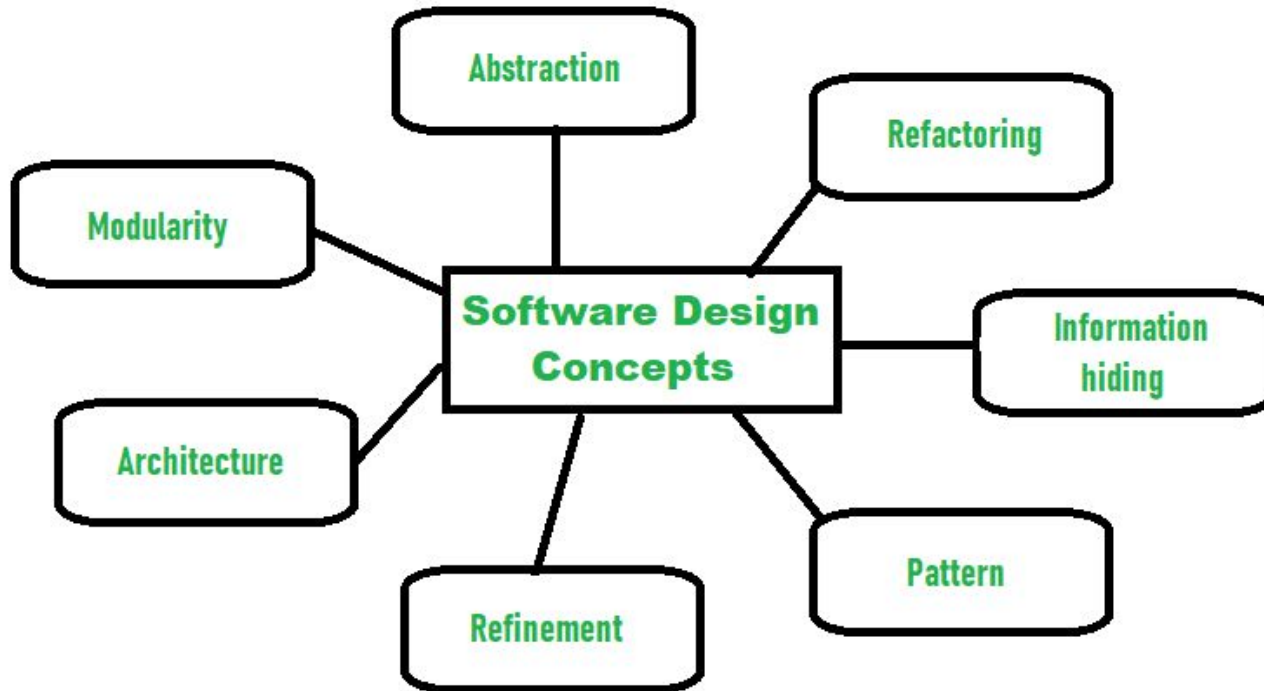 Abstraction
Refactoring
Modularity
Software Design
Concepts
Information
hiding
Architecture
Pattern
Refinement